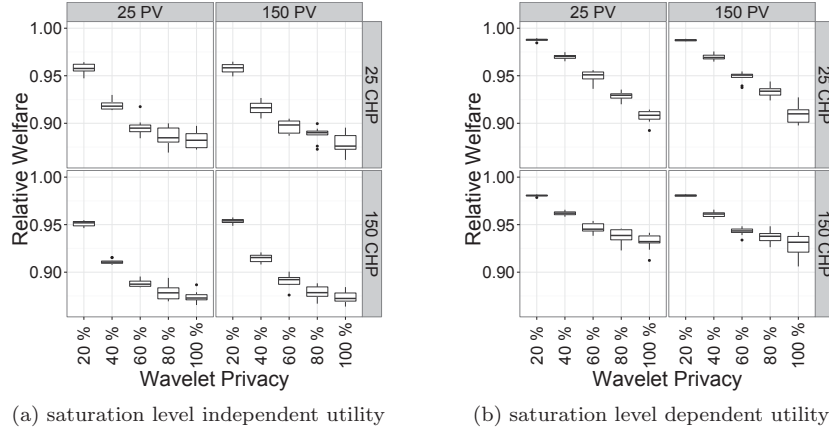 25 PV
150 PV
1.00
0.95
0.90
25 CHP
1.00
0.95
0.90
150 CHP
Relative Welfare
20 %
40 %
60 %
80 %
100 %
20 %
40 %
60 %
80 %
100 %
Wavelet Privacy
(a) saturation level independent utility
25 PV
150 PV
1.00
0.95
0.90
25 CHP
1.00
0.95
0.90
150 CHP
Relative Welfare
20 %
40 %
60 %
80 %
100 %
20 %
40 %
60 %
80 %
100 %
Wavelet Privacy
(b) saturation level dependent utility